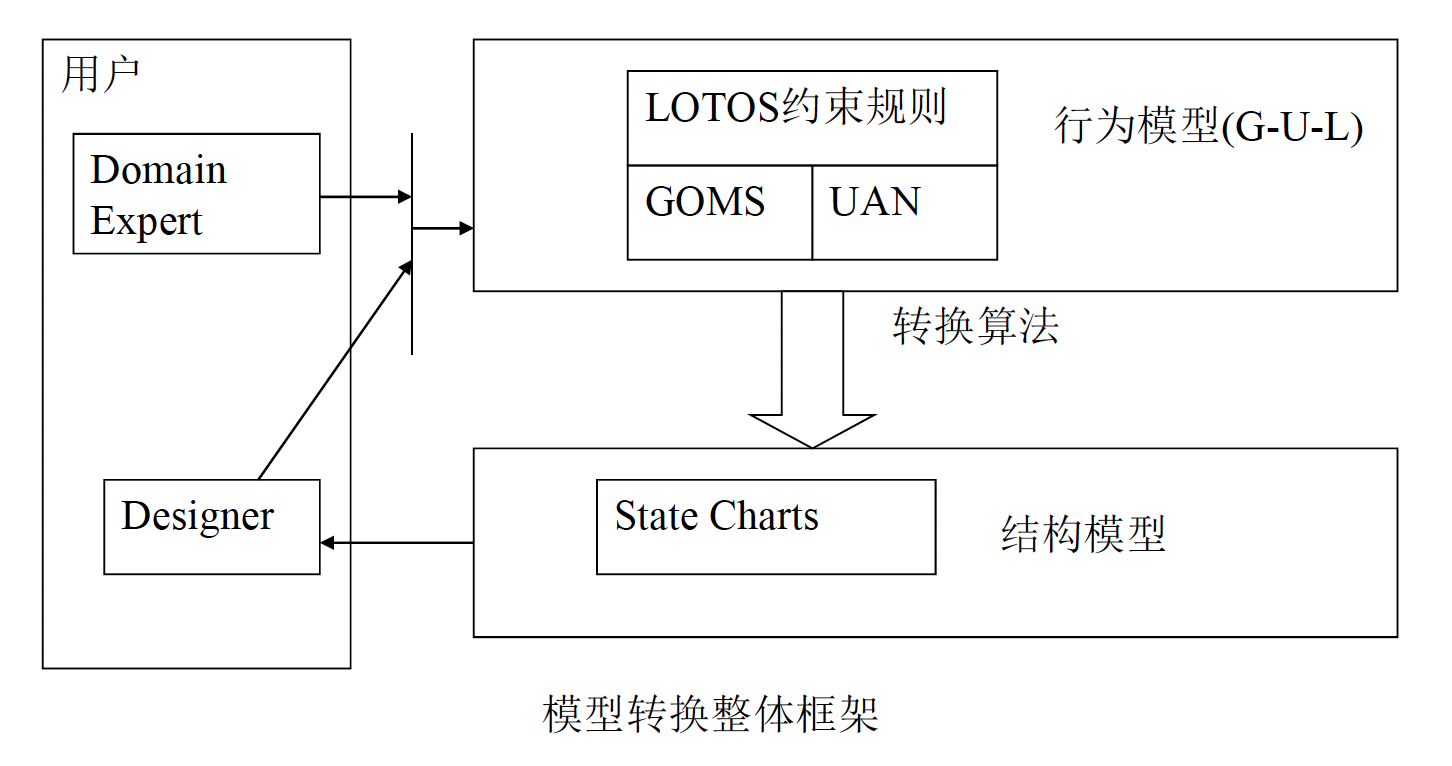 用户
Domain
Expert
Designer
LOTOS约束规则
GOMS
UAN
行为模型(G-U-L)
转换算法
State Charts
结构模型
模型转换整体框架